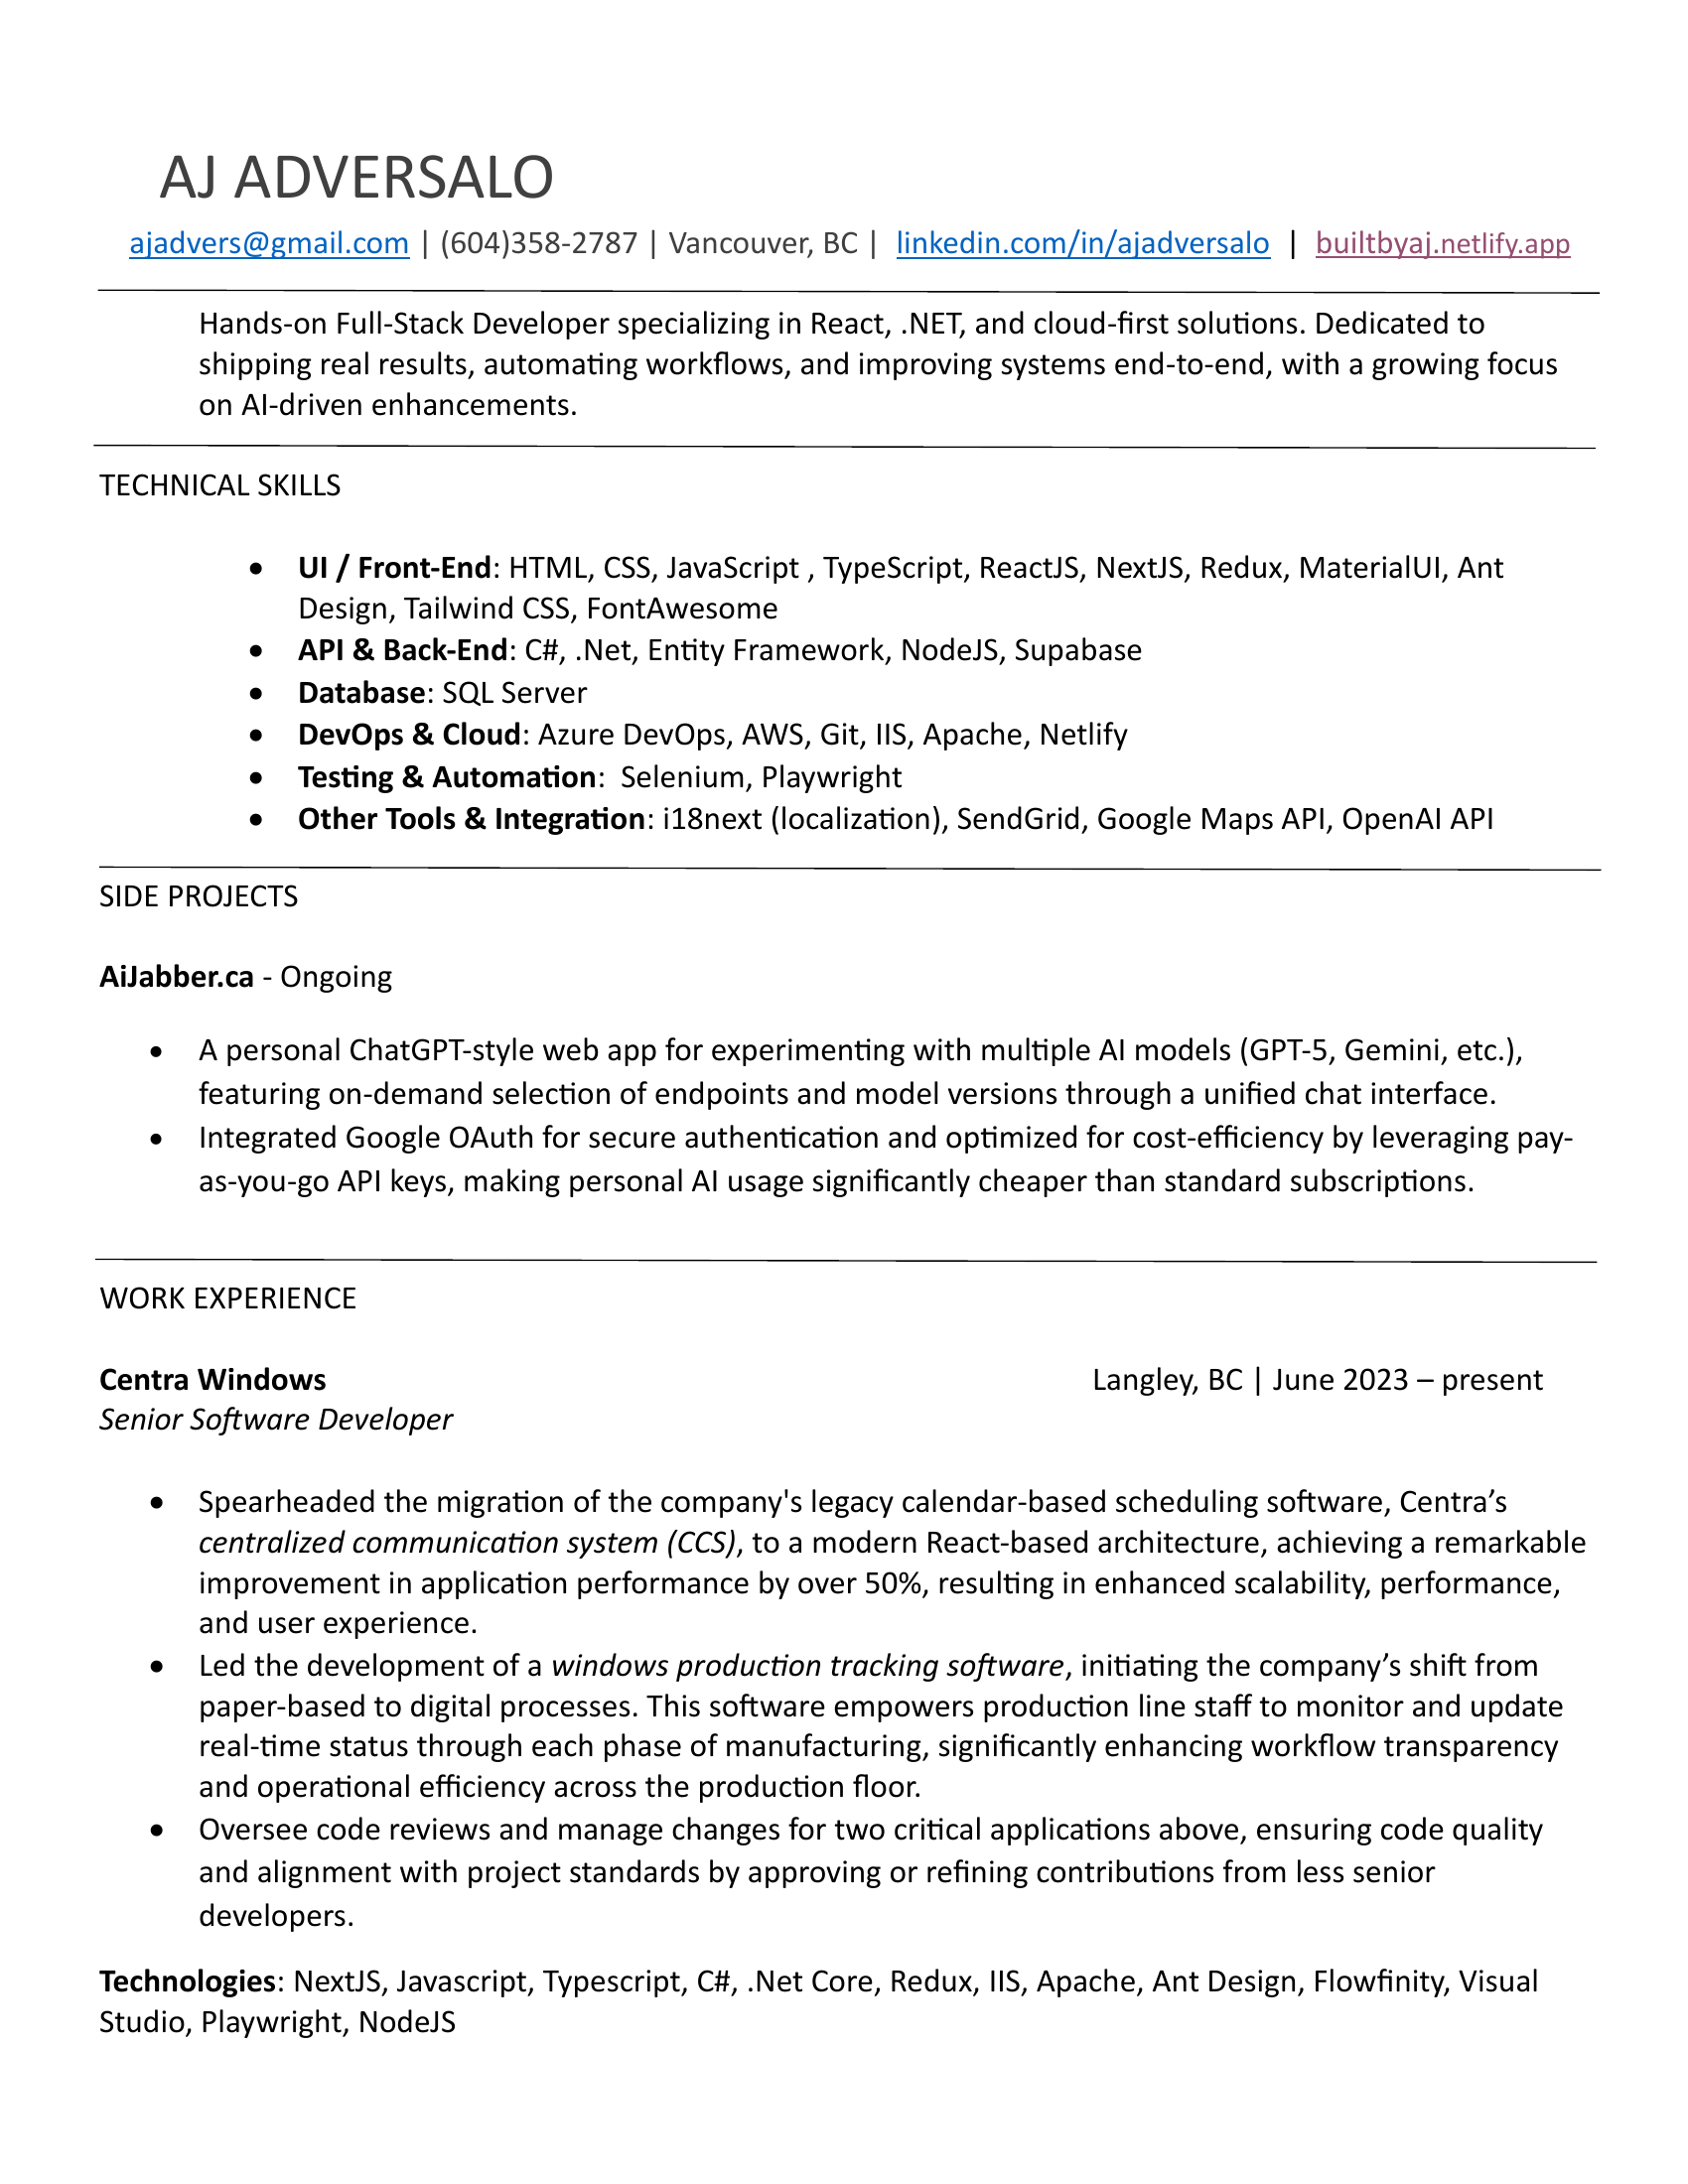 AJ ADVERSALO
ajadvers@gmail.com | (604)358-2787 | Vancouver, BC | linkedin.com/in/ajadversalo | builtbyaj.netlify.app
Hands-on Full-Stack Developer specializing in React, .NET, and cloud-first solutions. Dedicated to
shipping real results, automating workflows, and improving systems end-to-end, with a growing focus
on AI-driven enhancements.
TECHNICAL SKILLS
• UI / Front-End: HTML, CSS, JavaScript , TypeScript, ReactJS, NextJS, Redux, MaterialUI, Ant
Design, Tailwind CSS, FontAwesome
• API & Back-End: C#, .Net, Entity Framework, NodeJS, Supabase
• Database: SQL Server
• DevOps & Cloud: Azure DevOps, AWS, Git, IIS, Apache, Netlify
• Testing & Automation:  Selenium, Playwright
• Other Tools & Integration: i18next (localization), SendGrid, Google Maps API, OpenAI API
SIDE PROJECTS
AiJabber.ca - Ongoing
• A personal ChatGPT-style web app for experimenting with multiple AI models (GPT-5, Gemini, etc.),
featuring on-demand selection of endpoints and model versions through a unified chat interface.
• Integrated Google OAuth for secure authentication and optimized for cost-efficiency by leveraging pay-
as-you-go API keys, making personal AI usage significantly cheaper than standard subscriptions.
WORK EXPERIENCE
Centra Windows Langley, BC | June 2023 – present
Senior Software Developer
• Spearheaded the migration of the company's legacy calendar-based scheduling software, Centra’s
centralized communication system (CCS), to a modern React-based architecture, achieving a remarkable
improvement in application performance by over 50%, resulting in enhanced scalability, performance,
and user experience.
• Led the development of a windows production tracking software, initiating the company’s shift from
paper-based to digital processes. This software empowers production line staff to monitor and update
real-time status through each phase of manufacturing, significantly enhancing workflow transparency
and operational efficiency across the production floor.
• Oversee code reviews and manage changes for two critical applications above, ensuring code quality
and alignment with project standards by approving or refining contributions from less senior
developers.
Technologies: NextJS, Javascript, Typescript, C#, .Net Core, Redux, IIS, Apache, Ant Design, Flowfinity, Visual
Studio, Playwright, NodeJS